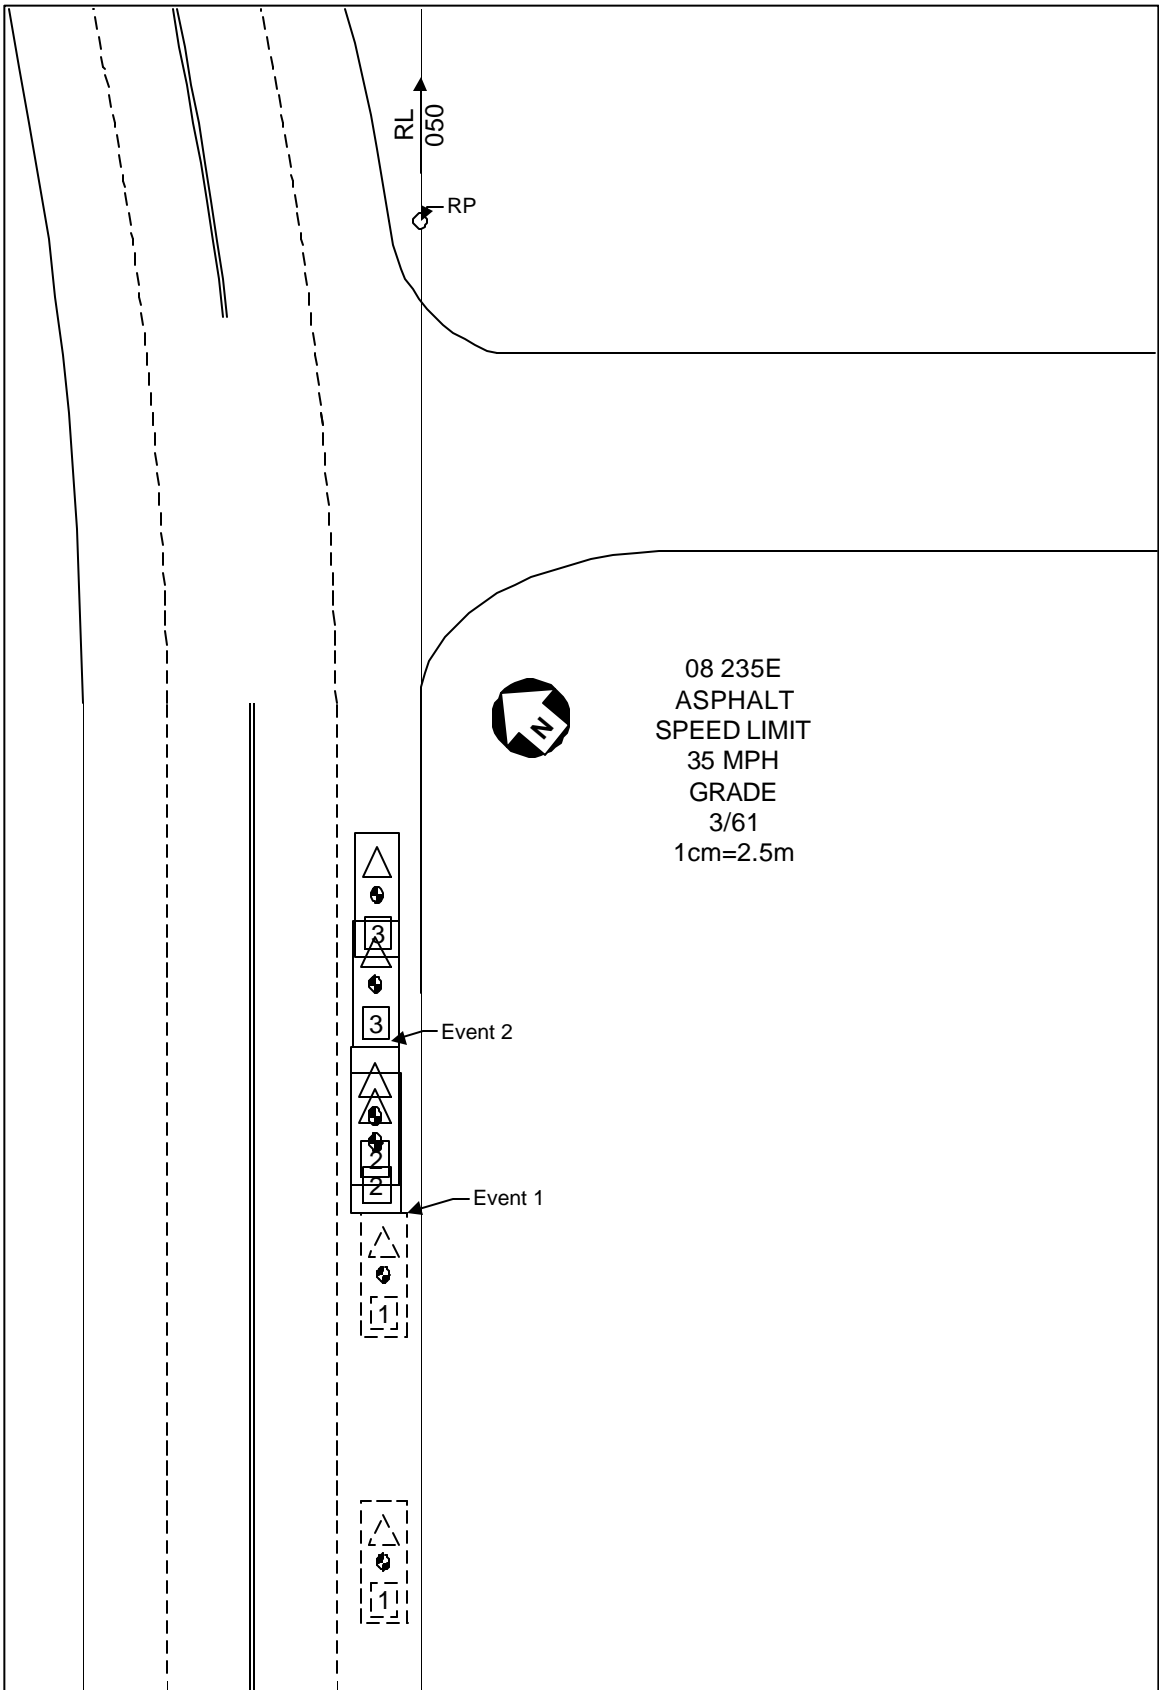 RL
050
RP
N
08 235E
ASPHALT
SPEED LIMIT
35 MPH
GRADE
3/61
1cm=2.5m
3
3
Event 2
2
2
Event 1
1
1